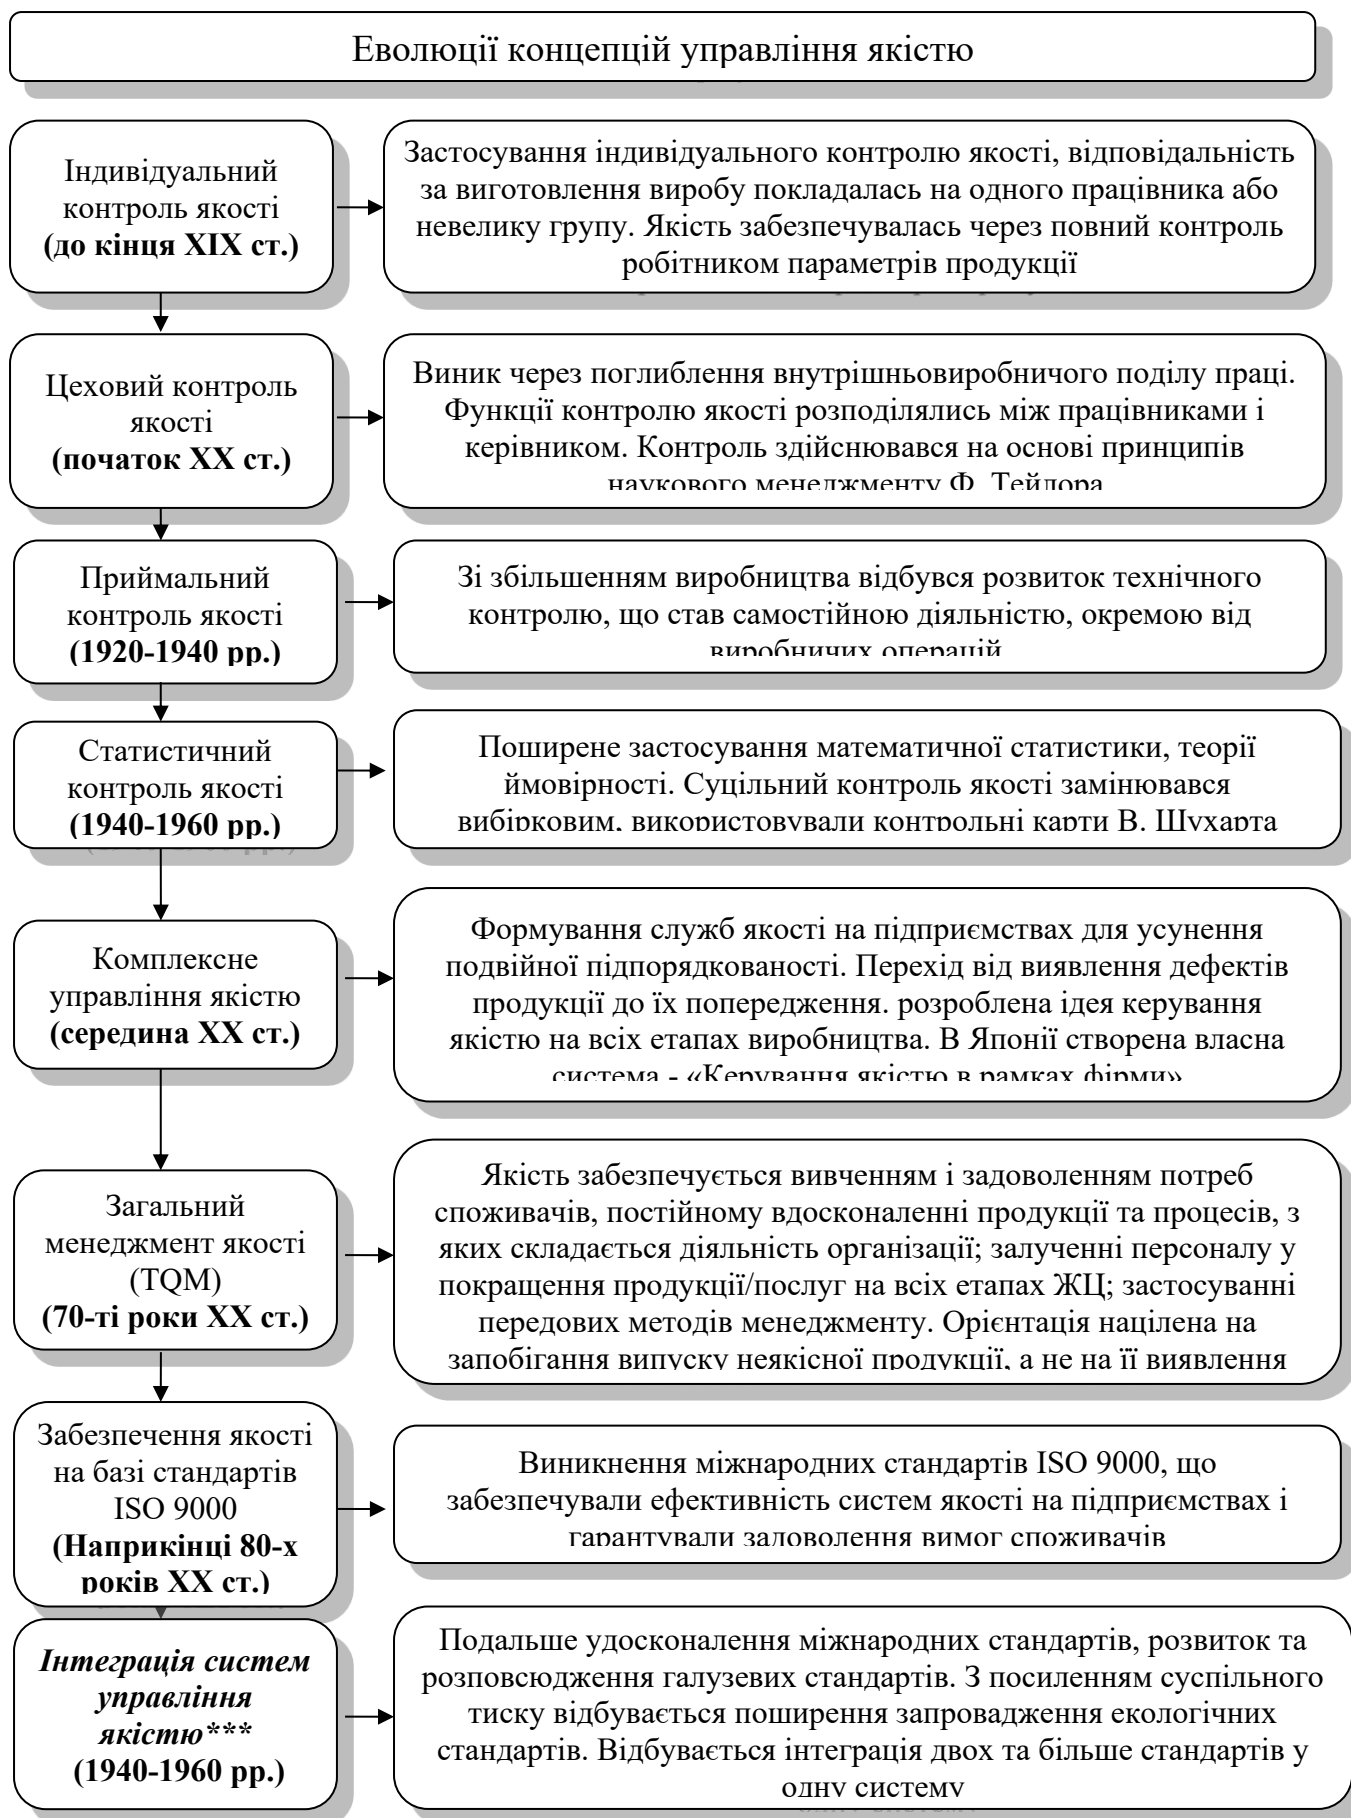 Еволюції концепцій управління якістю
Індивідуальний
контроль якості
(до кінця ХІХ ст.)
Застосування індивідуального контролю якості, відповідальність
за виготовлення виробу покладалась на одного працівника або
невелику групу. Якість забезпечувалась через повний контроль
робітником параметрів продукції
Цеховий контроль
якості
(початок ХХ ст.)
Виник через поглиблення внутрішньовиробничого поділу праці.
Функції контролю якості розподілялись між працівниками і
керівником. Контроль здійснювався на основі принципів
наукового менеджменту Ф. Тейлора
Приймальний
контроль якості
(1920-1940 рр.)
Зі збільшенням виробництва відбувся розвиток технічного
контролю, що став самостійною діяльністю, окремою від
виробничих операцій
Статистичний
контроль якості
(1940-1960 рр.)
Поширене застосування математичної статистики, теорії
ймовірності. Суцільний контроль якості замінювався
вибірковим, використовували контрольні карти В. Шухарта
Комплексне
управління якістю
(середина ХХ ст.)
Формування служб якості на підприємствах для усунення
подвійної підпорядкованості. Перехід від виявлення дефектів
продукції до їх попередження. розроблена ідея керування
якістю на всіх етапах виробництва. В Японії створена власна
система - «Керування якістю в рамках фірми»
Загальний
менеджмент якості
(TQM)
(70-ті роки ХХ ст.)
Якість забезпечується вивченням і задоволенням потреб
споживачів, постійному вдосконаленні продукції та процесів, з
яких складається діяльність організації; залученні персоналу у
покращення продукції/послуг на всіх етапах ЖЦ; застосуванні
передових методів менеджменту. Орієнтація націлена на
запобігання випуску неякісної продукції, а не на її виявлення
Забезпечення якості
на базі стандартів
ISO 9000
(Наприкінці 80-х
років ХХ ст.)
Виникнення міжнародних стандартів ISO 9000, що
забезпечували ефективність систем якості на підприємствах і
гарантували задоволення вимог споживачів
Інтеграція систем
управління
якістю***
(1940-1960 рр.)
Подальше удосконалення міжнародних стандартів, розвиток та
розповсюдження галузевих стандартів. З посиленням суспільного
тиску відбувається поширення запровадження екологічних
стандартів. Відбувається інтеграція двох та більше стандартів у
одну систему